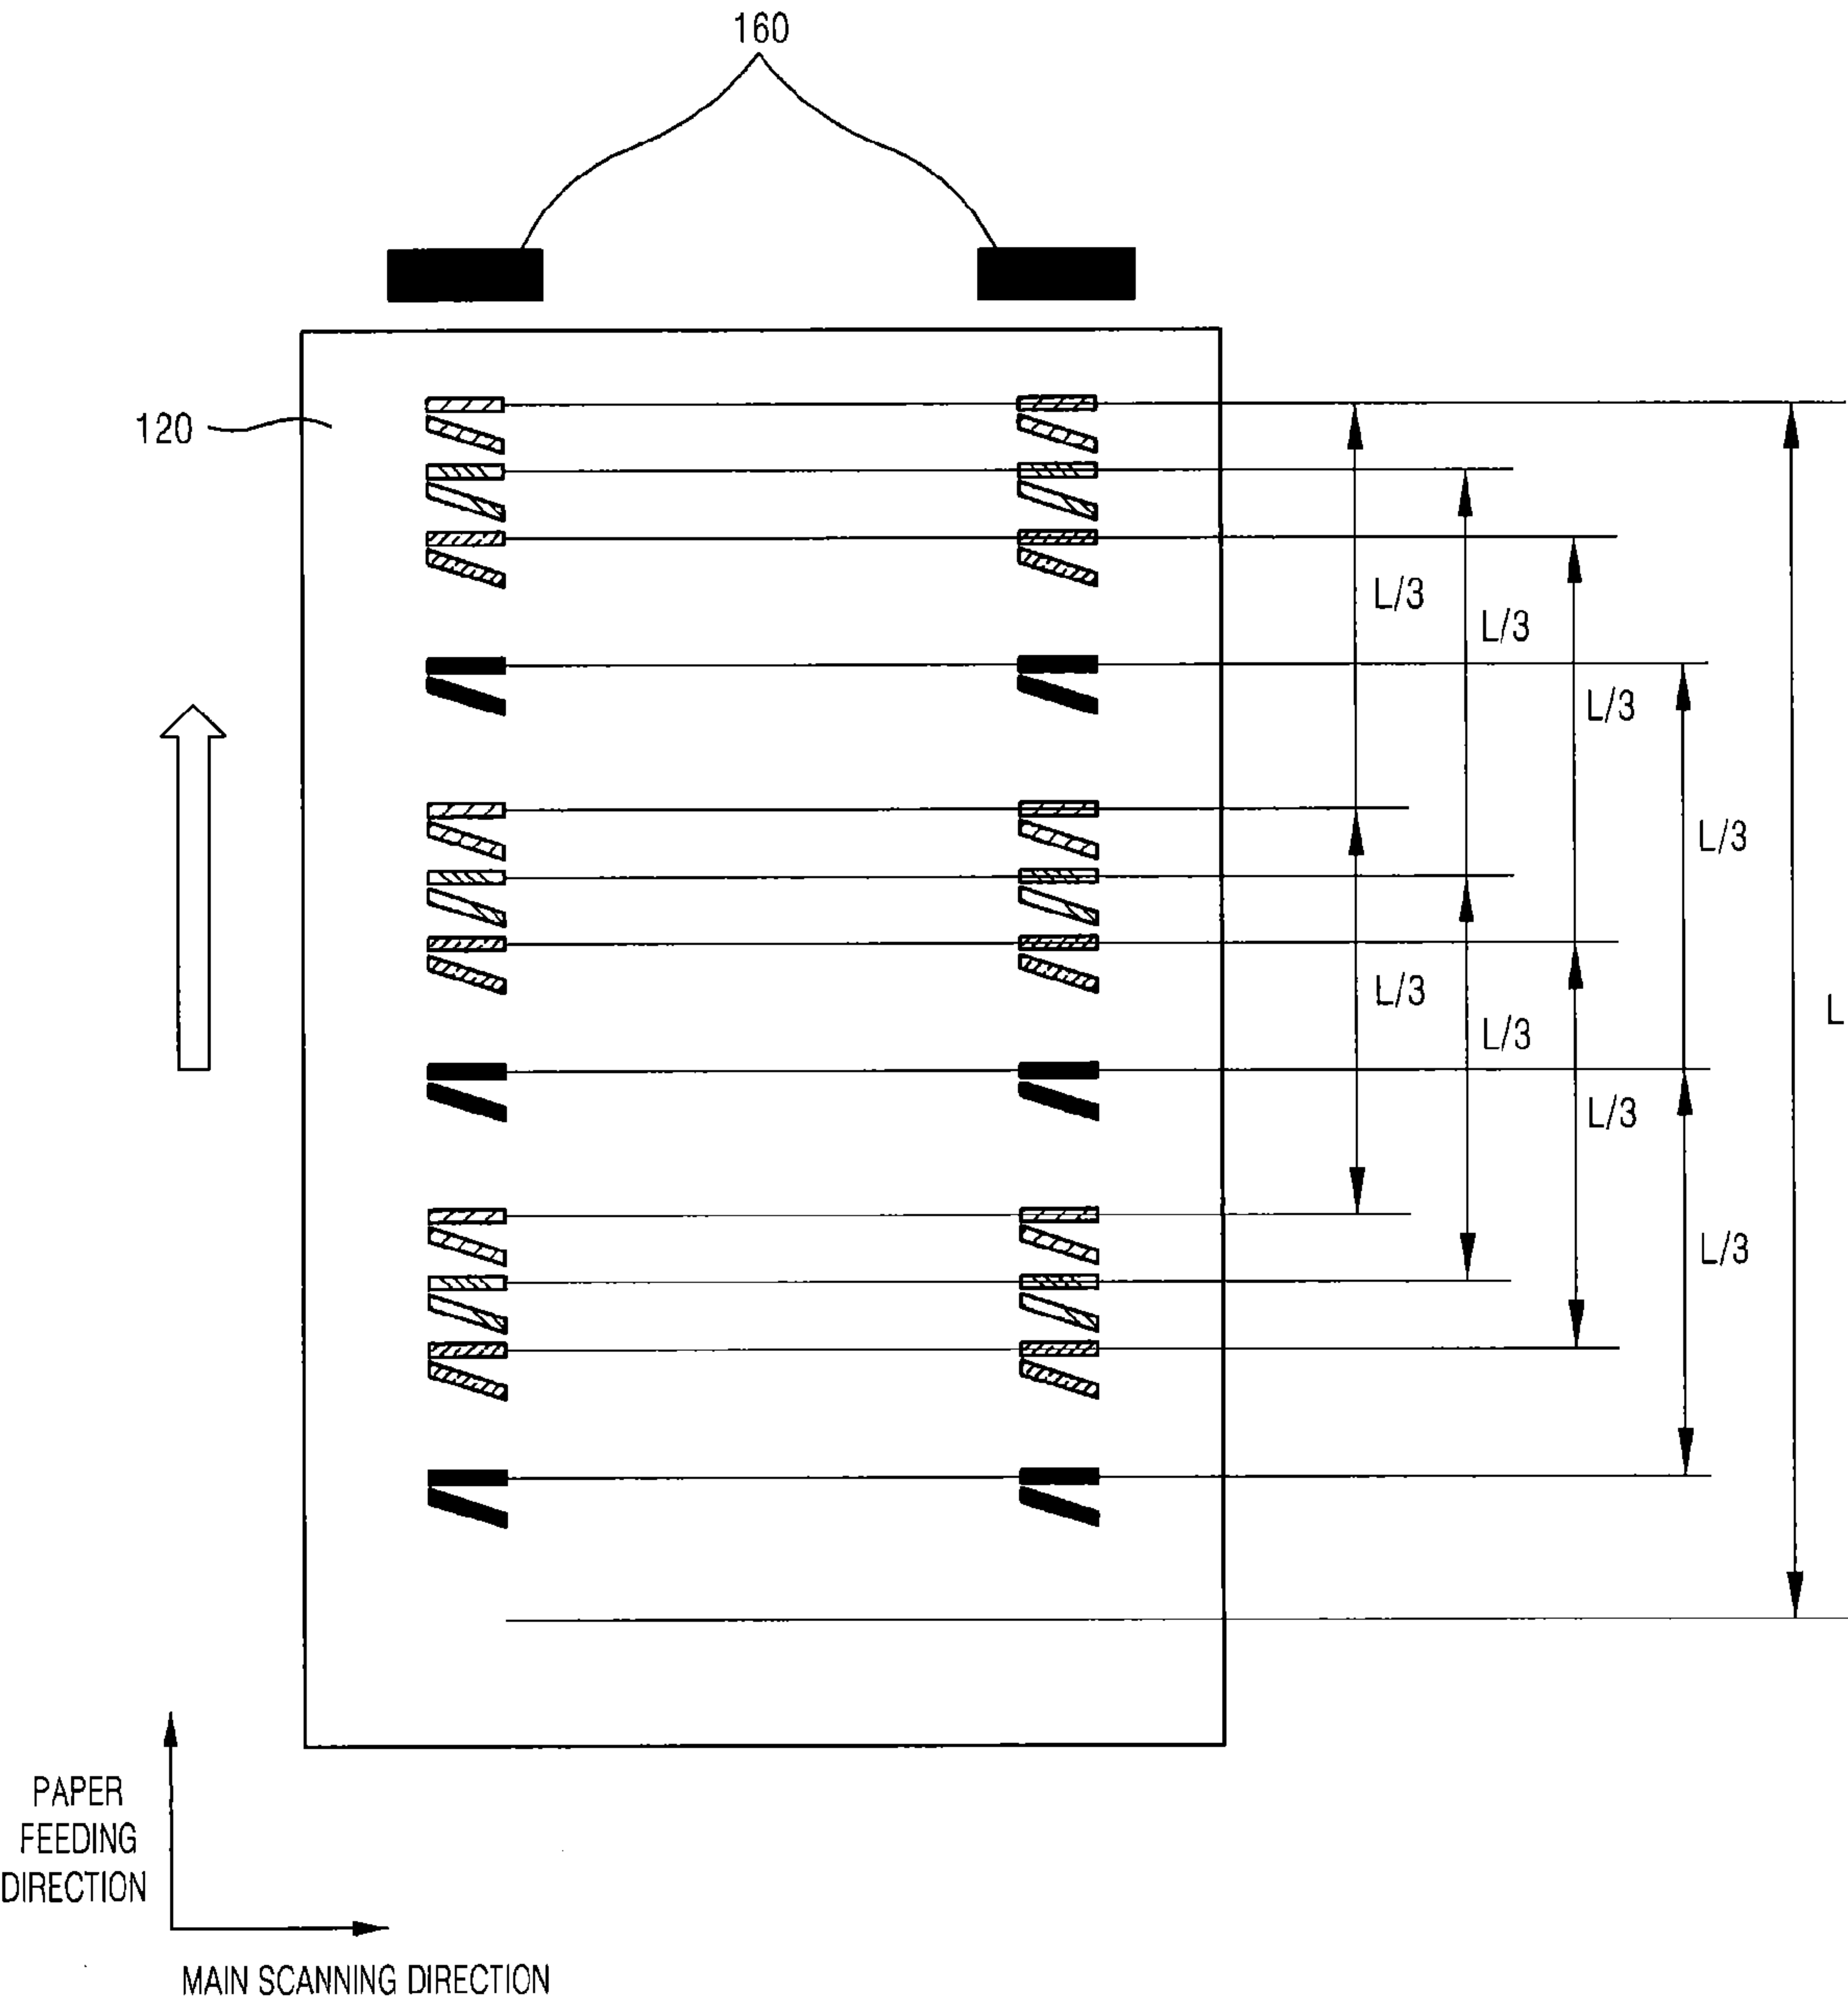 160
120
L/3
L/3
L/3
L/3
L/3
L
L/3
L/3
L/3
PAPER
FEEDING
DIRECTION
MAIN SCANNING DIRECTION